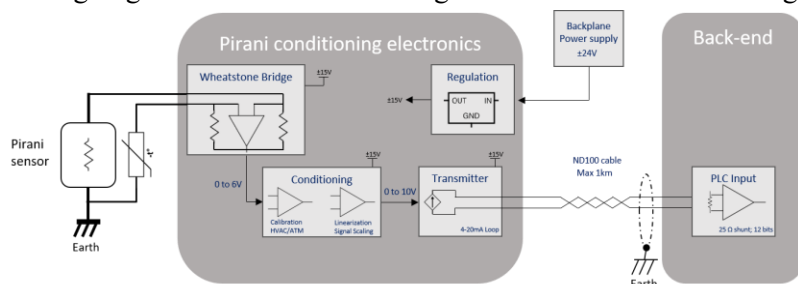 Pirani conditioning electronics
Back-end
Backplane
Power supply
±24V
Wheatstone Bridge
±15V
Regulation
±15V
OUT
IN
GND
Pirani
sensor
Earth
0 to 6V
Conditioning
±15V
Calibration
HVAC/ATM
Linearization
Signal Scaling
0 to 10V
Transmitter
±15V
4-20mA Loop
ND100 cable
Max 1km
Earth
PLC Input
25 Ω shunt; 12 bits